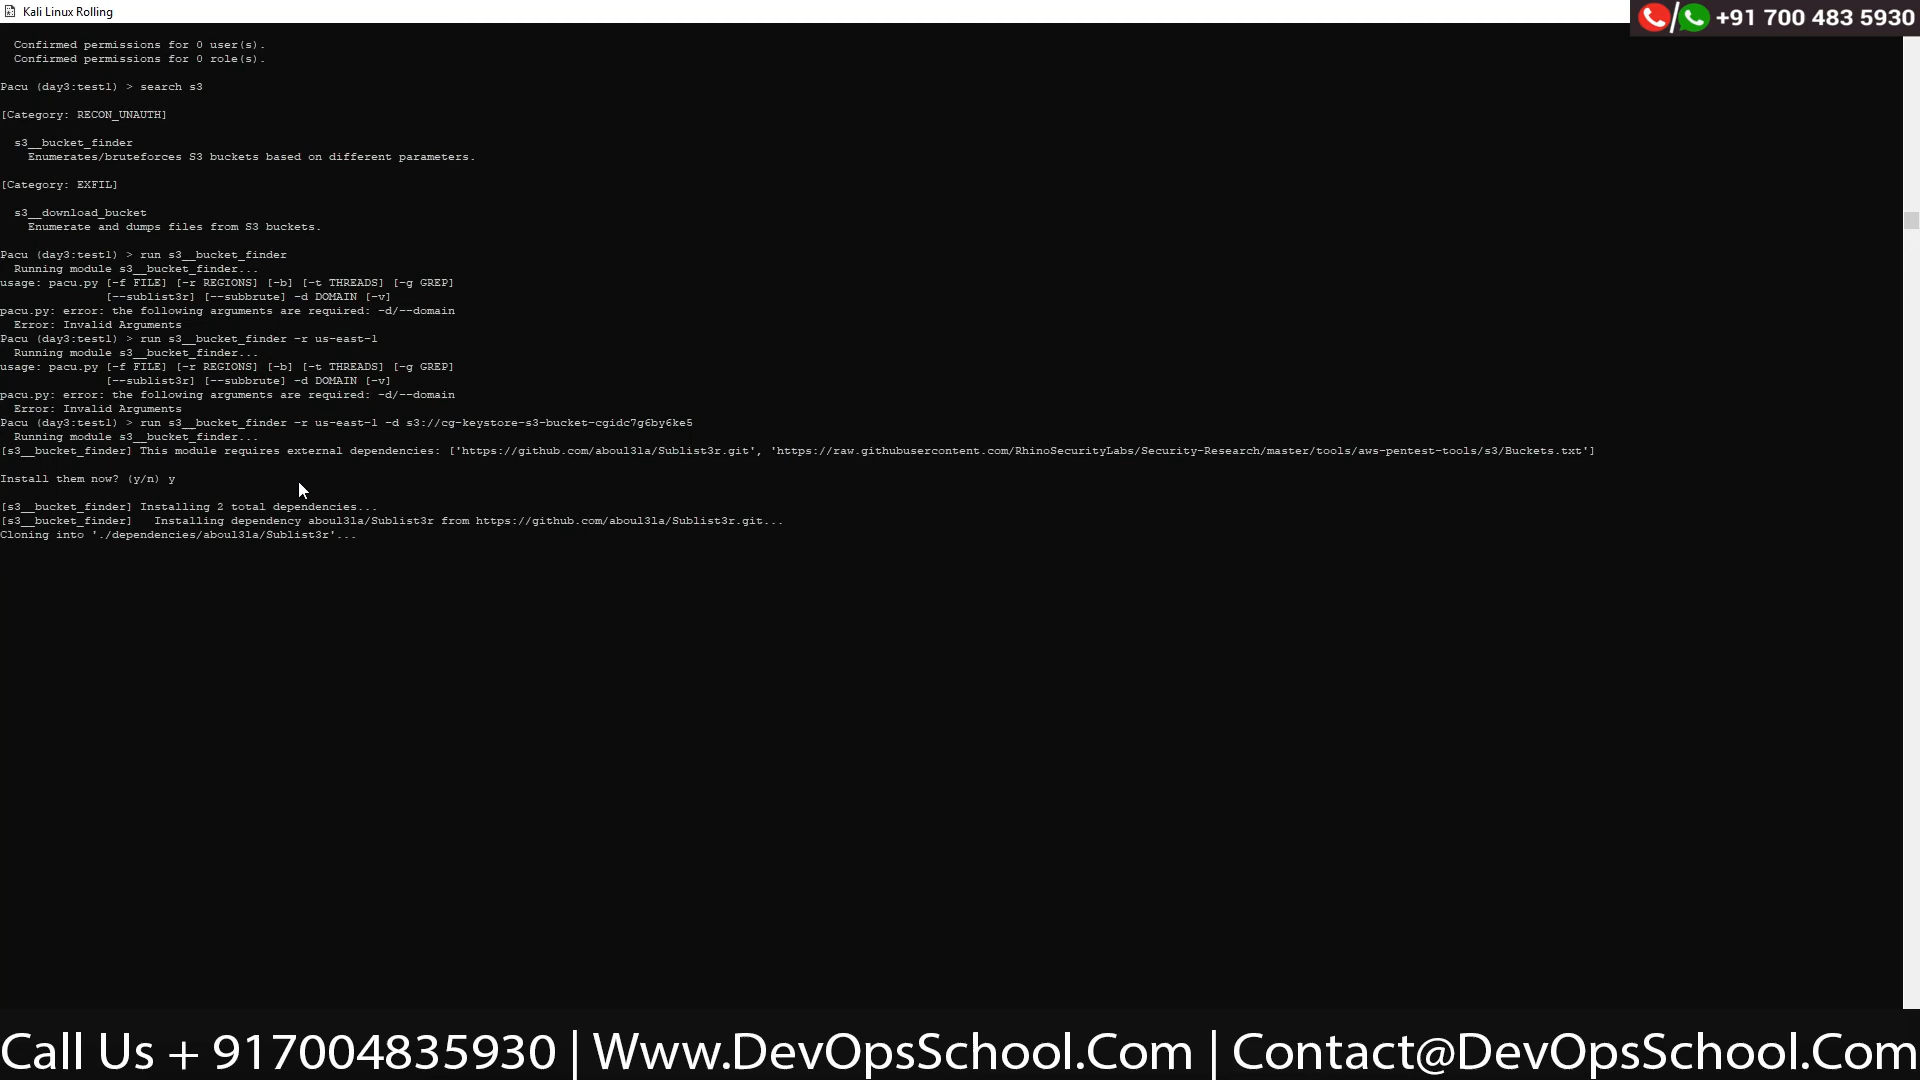 Kali Linux Rolling
+91 700 483 5930
Confirmed permissions for 0 user(s).
Confirmed permissions for 0 role(s).
Pacu (day3:test1) > search s3
[Category: RECON_UNAUTH]
s3__bucket_finder
Enumerates/bruteforces S3 buckets based on different parameters.
[Category: EXFIL]
s3__download_bucket
Enumerate and dumps files from S3 buckets.
Pacu (day3:test1) > run s3__bucket_finder
Running module s3__bucket_finder...
usage: pacu.py [-f FILE] [-r REGIONS] [-b] [-t THREADS] [-g GREP]
[--sublist3r] [--subbrute] -d DOMAIN [-v]
pacu.py: error: the following arguments are required: -d/--domain
Error: Invalid Arguments
Pacu (day3:test1) > run s3__bucket_finder -r us-east-1
Running module s3__bucket_finder...
usage: pacu.py [-f FILE] [-r REGIONS] [-b] [-t THREADS] [-g GREP]
[--sublist3r] [--subbrute] -d DOMAIN [-v]
pacu.py: error: the following arguments are required: -d/--domain
Error: Invalid Arguments
Pacu (day3:test1) > run s3__bucket_finder -r us-east-1 -d s3://cg-keystore-s3-bucket-cgidc7g6by6ke5
Running module s3__bucket_finder...
[s3__bucket_finder] This module requires external dependencies: ['https://github.com/aboul3la/Sublist3r.git', 'https://raw.githubusercontent.com/RhinoSecurityLabs/Security-Research/master/tools/aws-pentest-tools/s3/Buckets.txt']
Install them now? (y/n) y
[s3__bucket_finder] Installing 2 total dependencies...
[s3__bucket_finder]   Installing dependency aboul3la/Sublist3r from https://github.com/aboul3la/Sublist3r.git...
Cloning into './dependencies/aboul3la/Sublist3r'...
Call Us + 917004835930 | Www.DevOpsSchool.Com | Contact@DevOpsSchool.Com